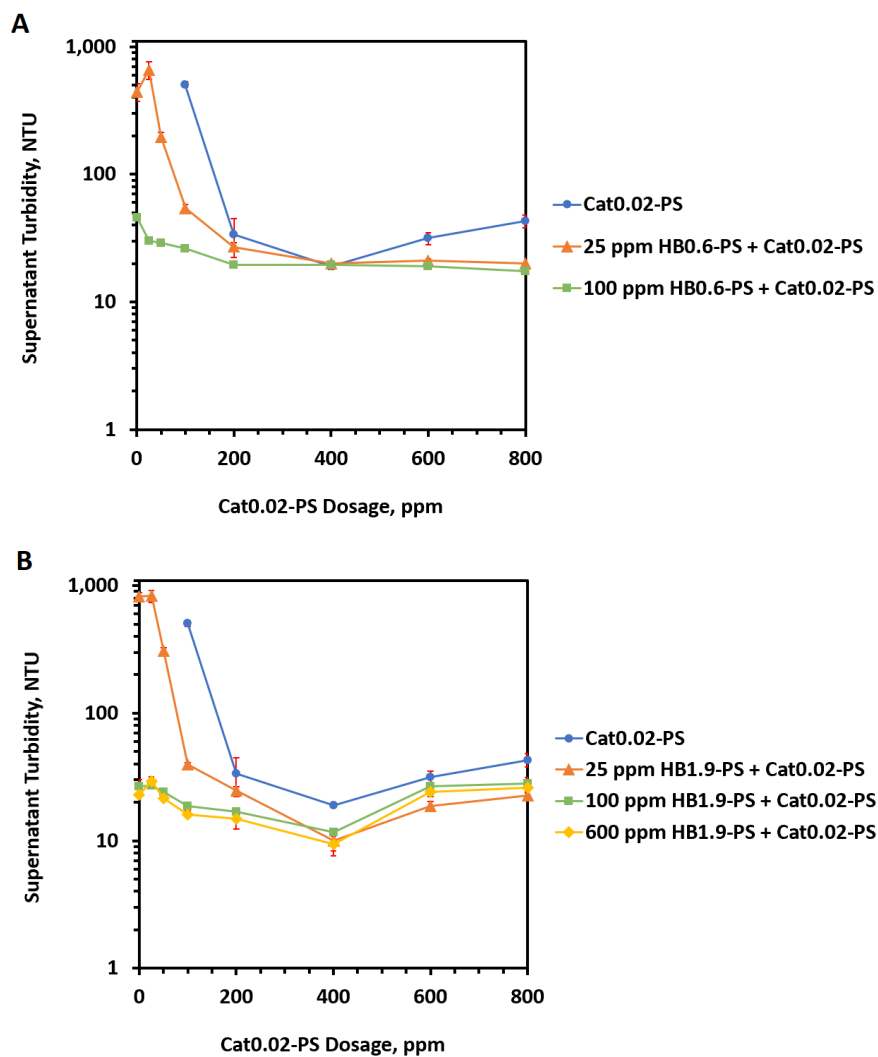 A
1,000
100
10
1
Supernatant Turbidity, NTU
0
200
400
600
800
Cat0.02-PS Dosage, ppm
Cat0.02-PS
25 ppm HB0.6-PS + Cat0.02-PS
100 ppm HB0.6-PS + Cat0.02-PS
B
1,000
100
10
1
Supernatant Turbidity, NTU
0
200
400
600
800
Cat0.02-PS Dosage, ppm
Cat0.02-PS
25 ppm HB1.9-PS + Cat0.02-PS
100 ppm HB1.9-PS + Cat0.02-PS
600 ppm HB1.9-PS + Cat0.02-PS